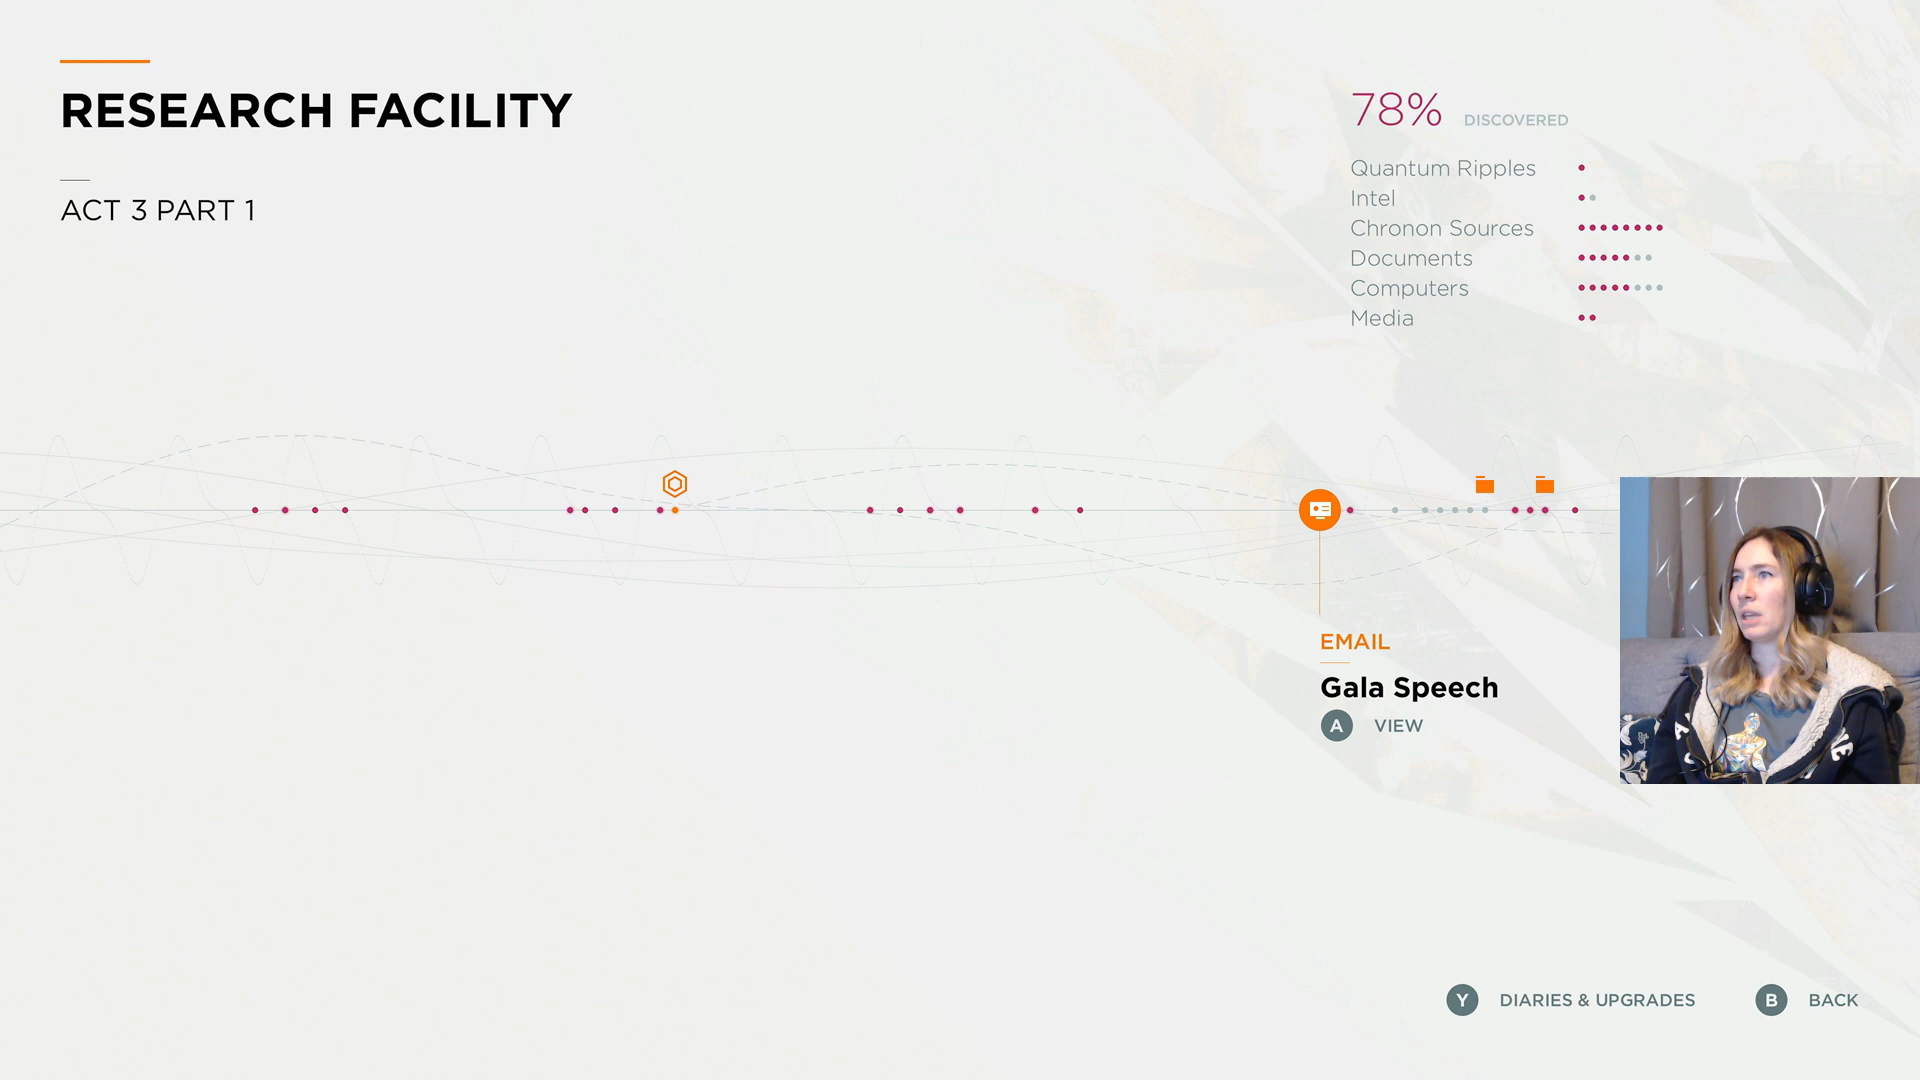 RESEARCH FACILITY
ACT 3 PART 1
78% DISCOVERED
Quantum Ripples
Intel
Chronon Sources
Documents
Computers
Media
EMAIL
Gala Speech
A VIEW
Y DIARIES & UPGRADES B BACK